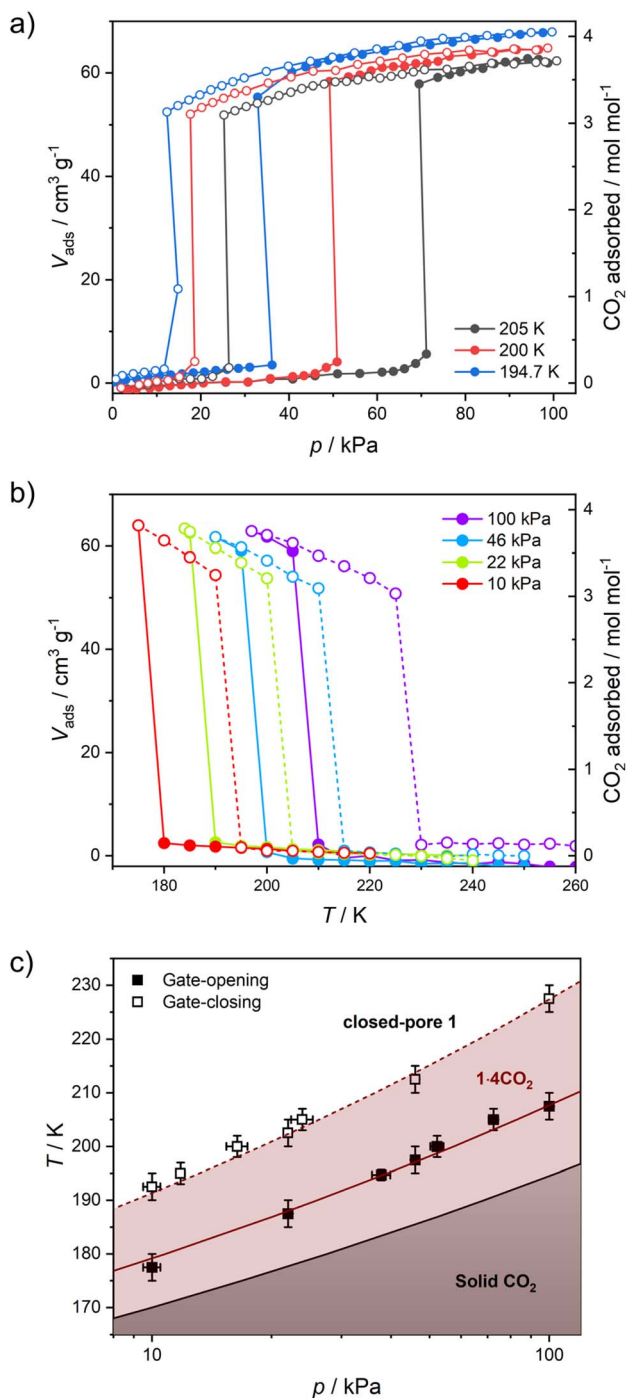 a)
60
40
20
0
V_ads / cm³ g⁻¹
4
3
2
1
0
CO₂ adsorbed / mol mol⁻¹
205 K
200 K
194.7 K
0 20 40 60 80 100
p / kPa
b)
60
40
20
0
V_ads / cm³ g⁻¹
4
3
2
1
0
CO₂ adsorbed / mol mol⁻¹
100 kPa
46 kPa
22 kPa
10 kPa
180 200 220 240 260
T / K
c)
230
220
210
200
190
180
170
T / K
Gate-opening
Gate-closing
closed-pore 1
1·4CO₂
Solid CO₂
10 100
p / kPa